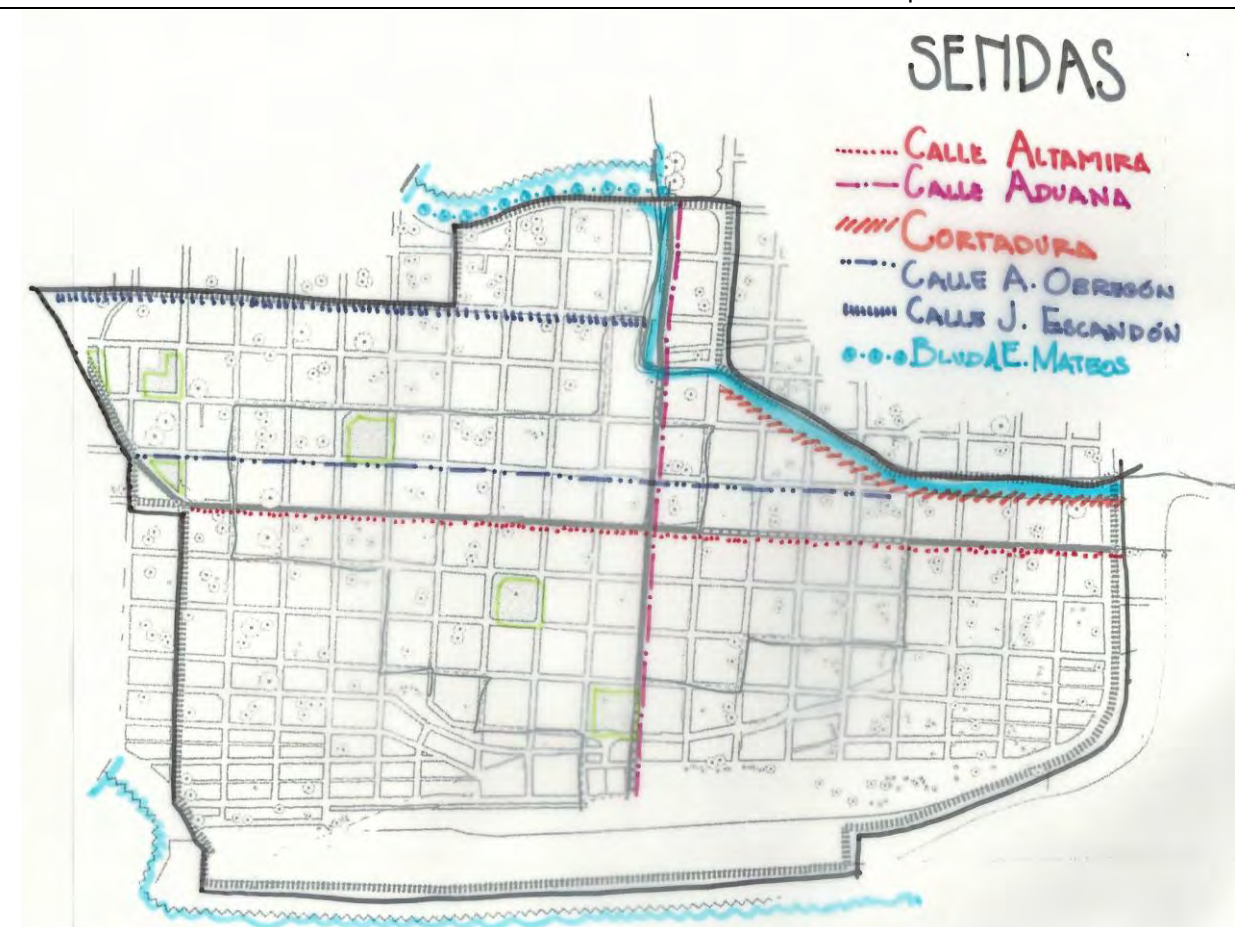 SENDAS
CALLE ALTAMIRA
CALLE ADUANA
CORTADURA
CALLE A. OBREGÓN
CALLE J. ESCANDÓN
BLVD A.E. MATEOS